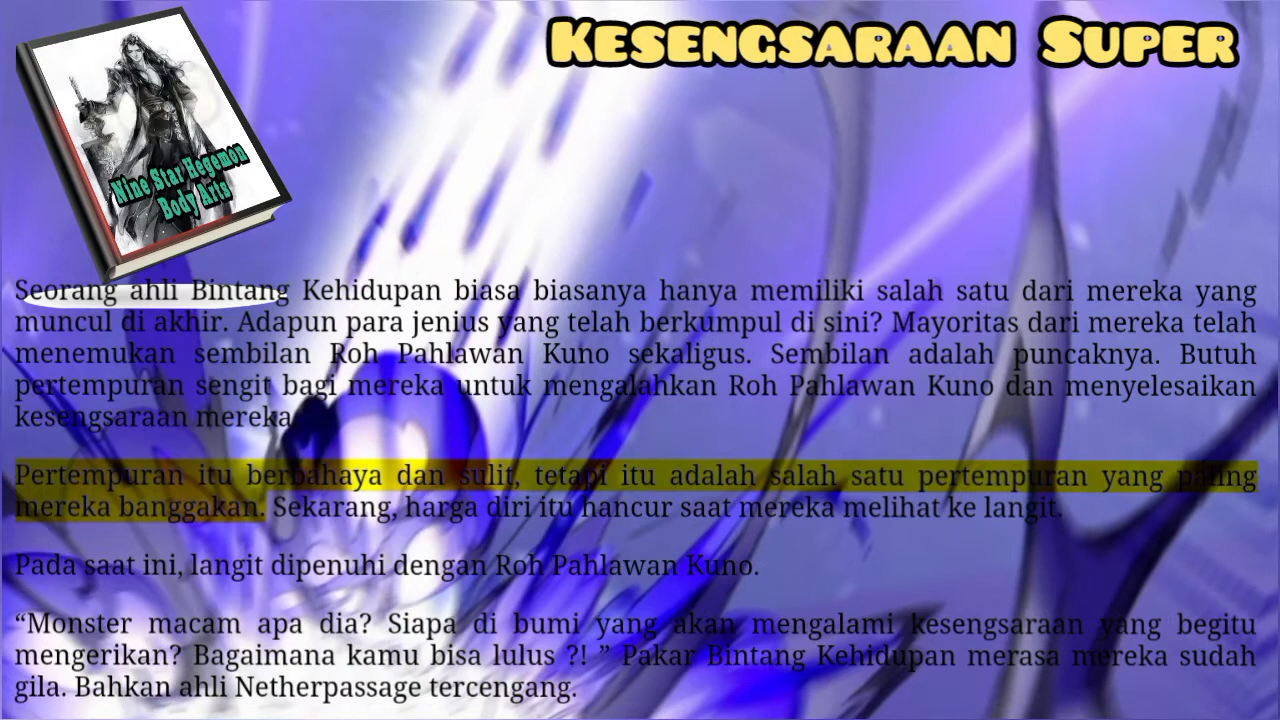 Kesengsaraan Super
Nine Star Hegemon
Body Arts
Seorang ahli Bintang Kehidupan biasa biasanya hanya memiliki salah satu dari mereka yang
muncul di akhir. Adapun para jenius yang telah berkumpul di sini? Mayoritas dari mereka telah
menemukan sembilan Roh Pahlawan Kuno sekaligus. Sembilan adalah puncaknya. Butuh
pertempuran sengit bagi mereka untuk mengalahkan Roh Pahlawan Kuno dan menyelesaikan
kesengsaraan mereka.
Pertempuran itu berbahaya dan sulit, tetapi itu adalah salah satu pertempuran yang paling
mereka banggakan. Sekarang, harga diri itu hancur saat mereka melihat ke langit.
Pada saat ini, langit dipenuhi dengan Roh Pahlawan Kuno.
“Monster macam apa dia? Siapa di bumi yang akan mengalami kesengsaraan yang begitu
mengerikan? Bagaimana kamu bisa lulus ?! ” Pakar Bintang Kehidupan merasa mereka sudah
gila. Bahkan ahli Netherpassage tercengang.